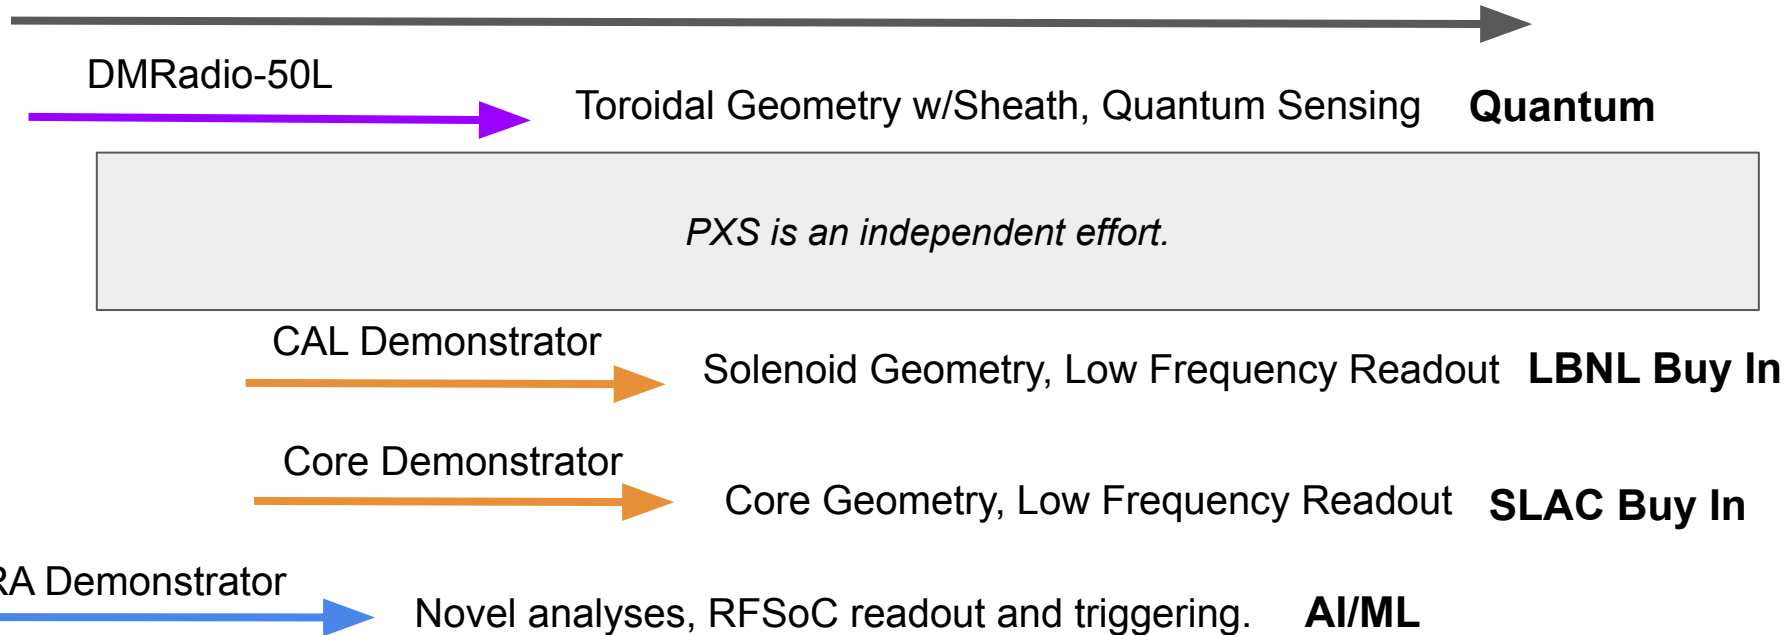 DMRadio-50L
Toroidal Geometry w/Sheath, Quantum Sensing Quantum
PXS is an independent effort.
CAL Demonstrator
Solenoid Geometry, Low Frequency Readout LBNL Buy In
Core Demonstrator
Core Geometry, Low Frequency Readout SLAC Buy In
RA Demonstrator
Novel analyses, RFSoC readout and triggering. AI/ML